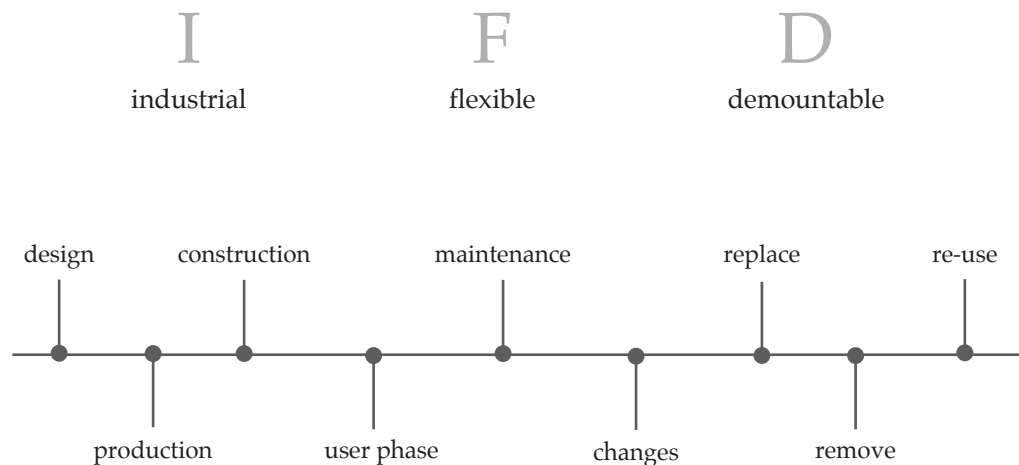 I F D
industrial flexible demountable
design construction maintenance replace re-use
production user phase changes remove